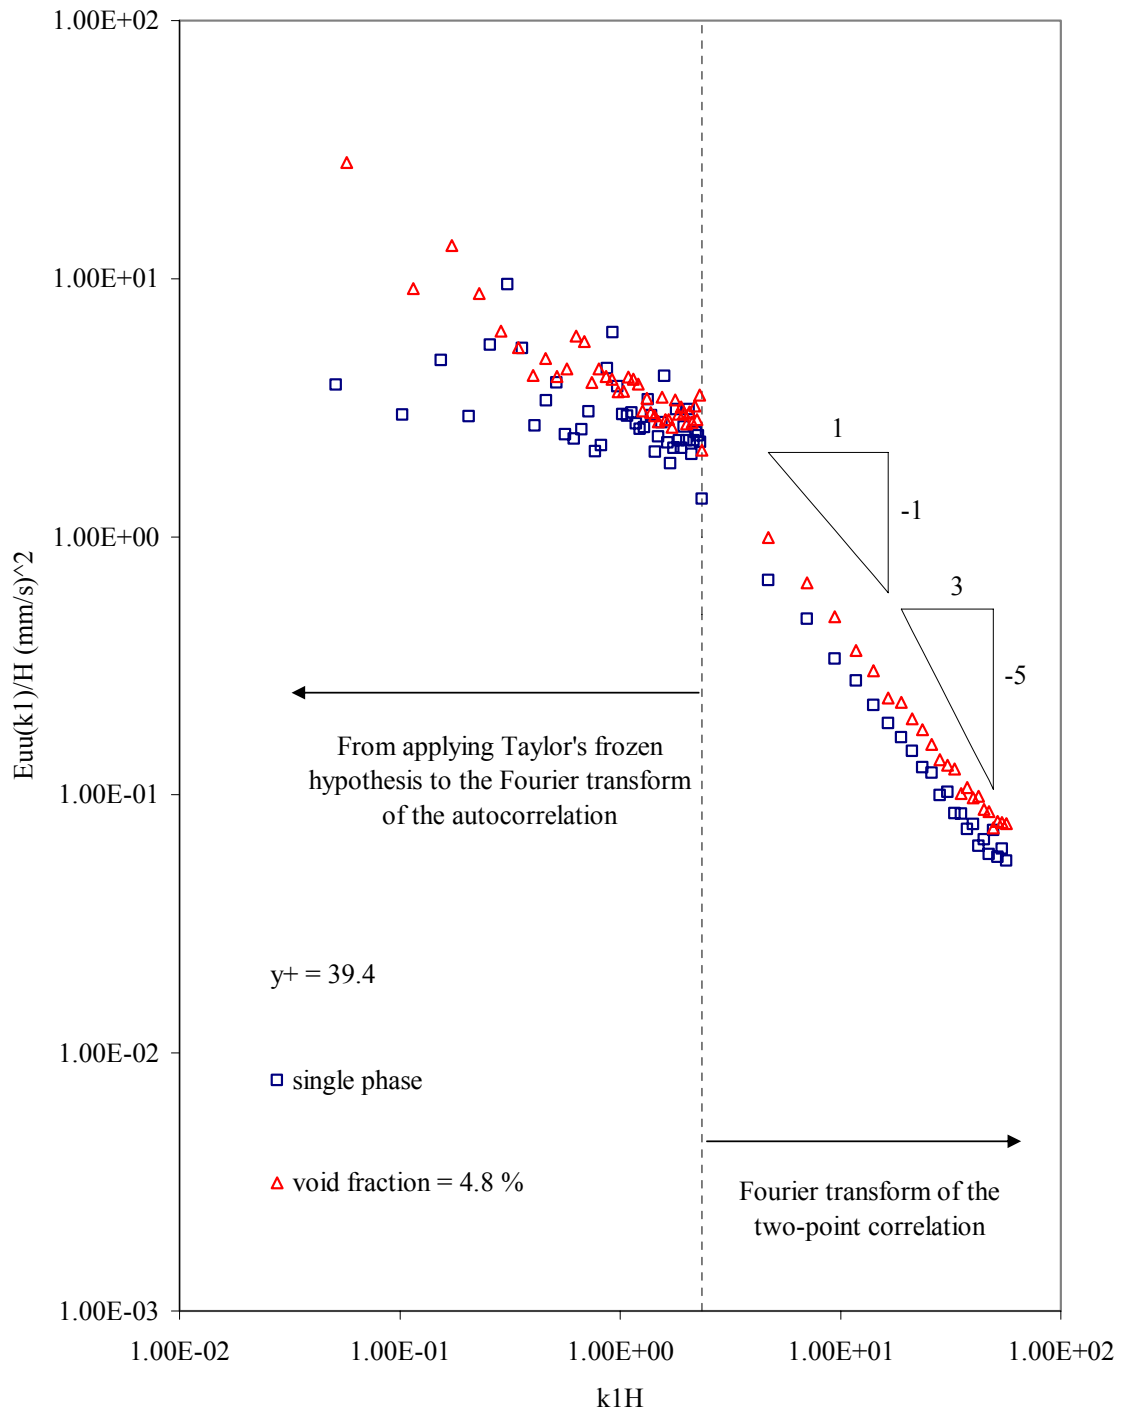 1.00E+02
1.00E+01
1.00E+00
1.00E-01
1.00E-02
1.00E-03
Euu(k1)/H (mm/s)^2
1
-1
3
-5
From applying Taylor's frozen
hypothesis to the Fourier transform
of the autocorrelation
y+ = 39.4
single phase
void fraction = 4.8 %
Fourier transform of the
two-point correlation
1.00E-02
1.00E-01
1.00E+00
1.00E+01
1.00E+02
k1H